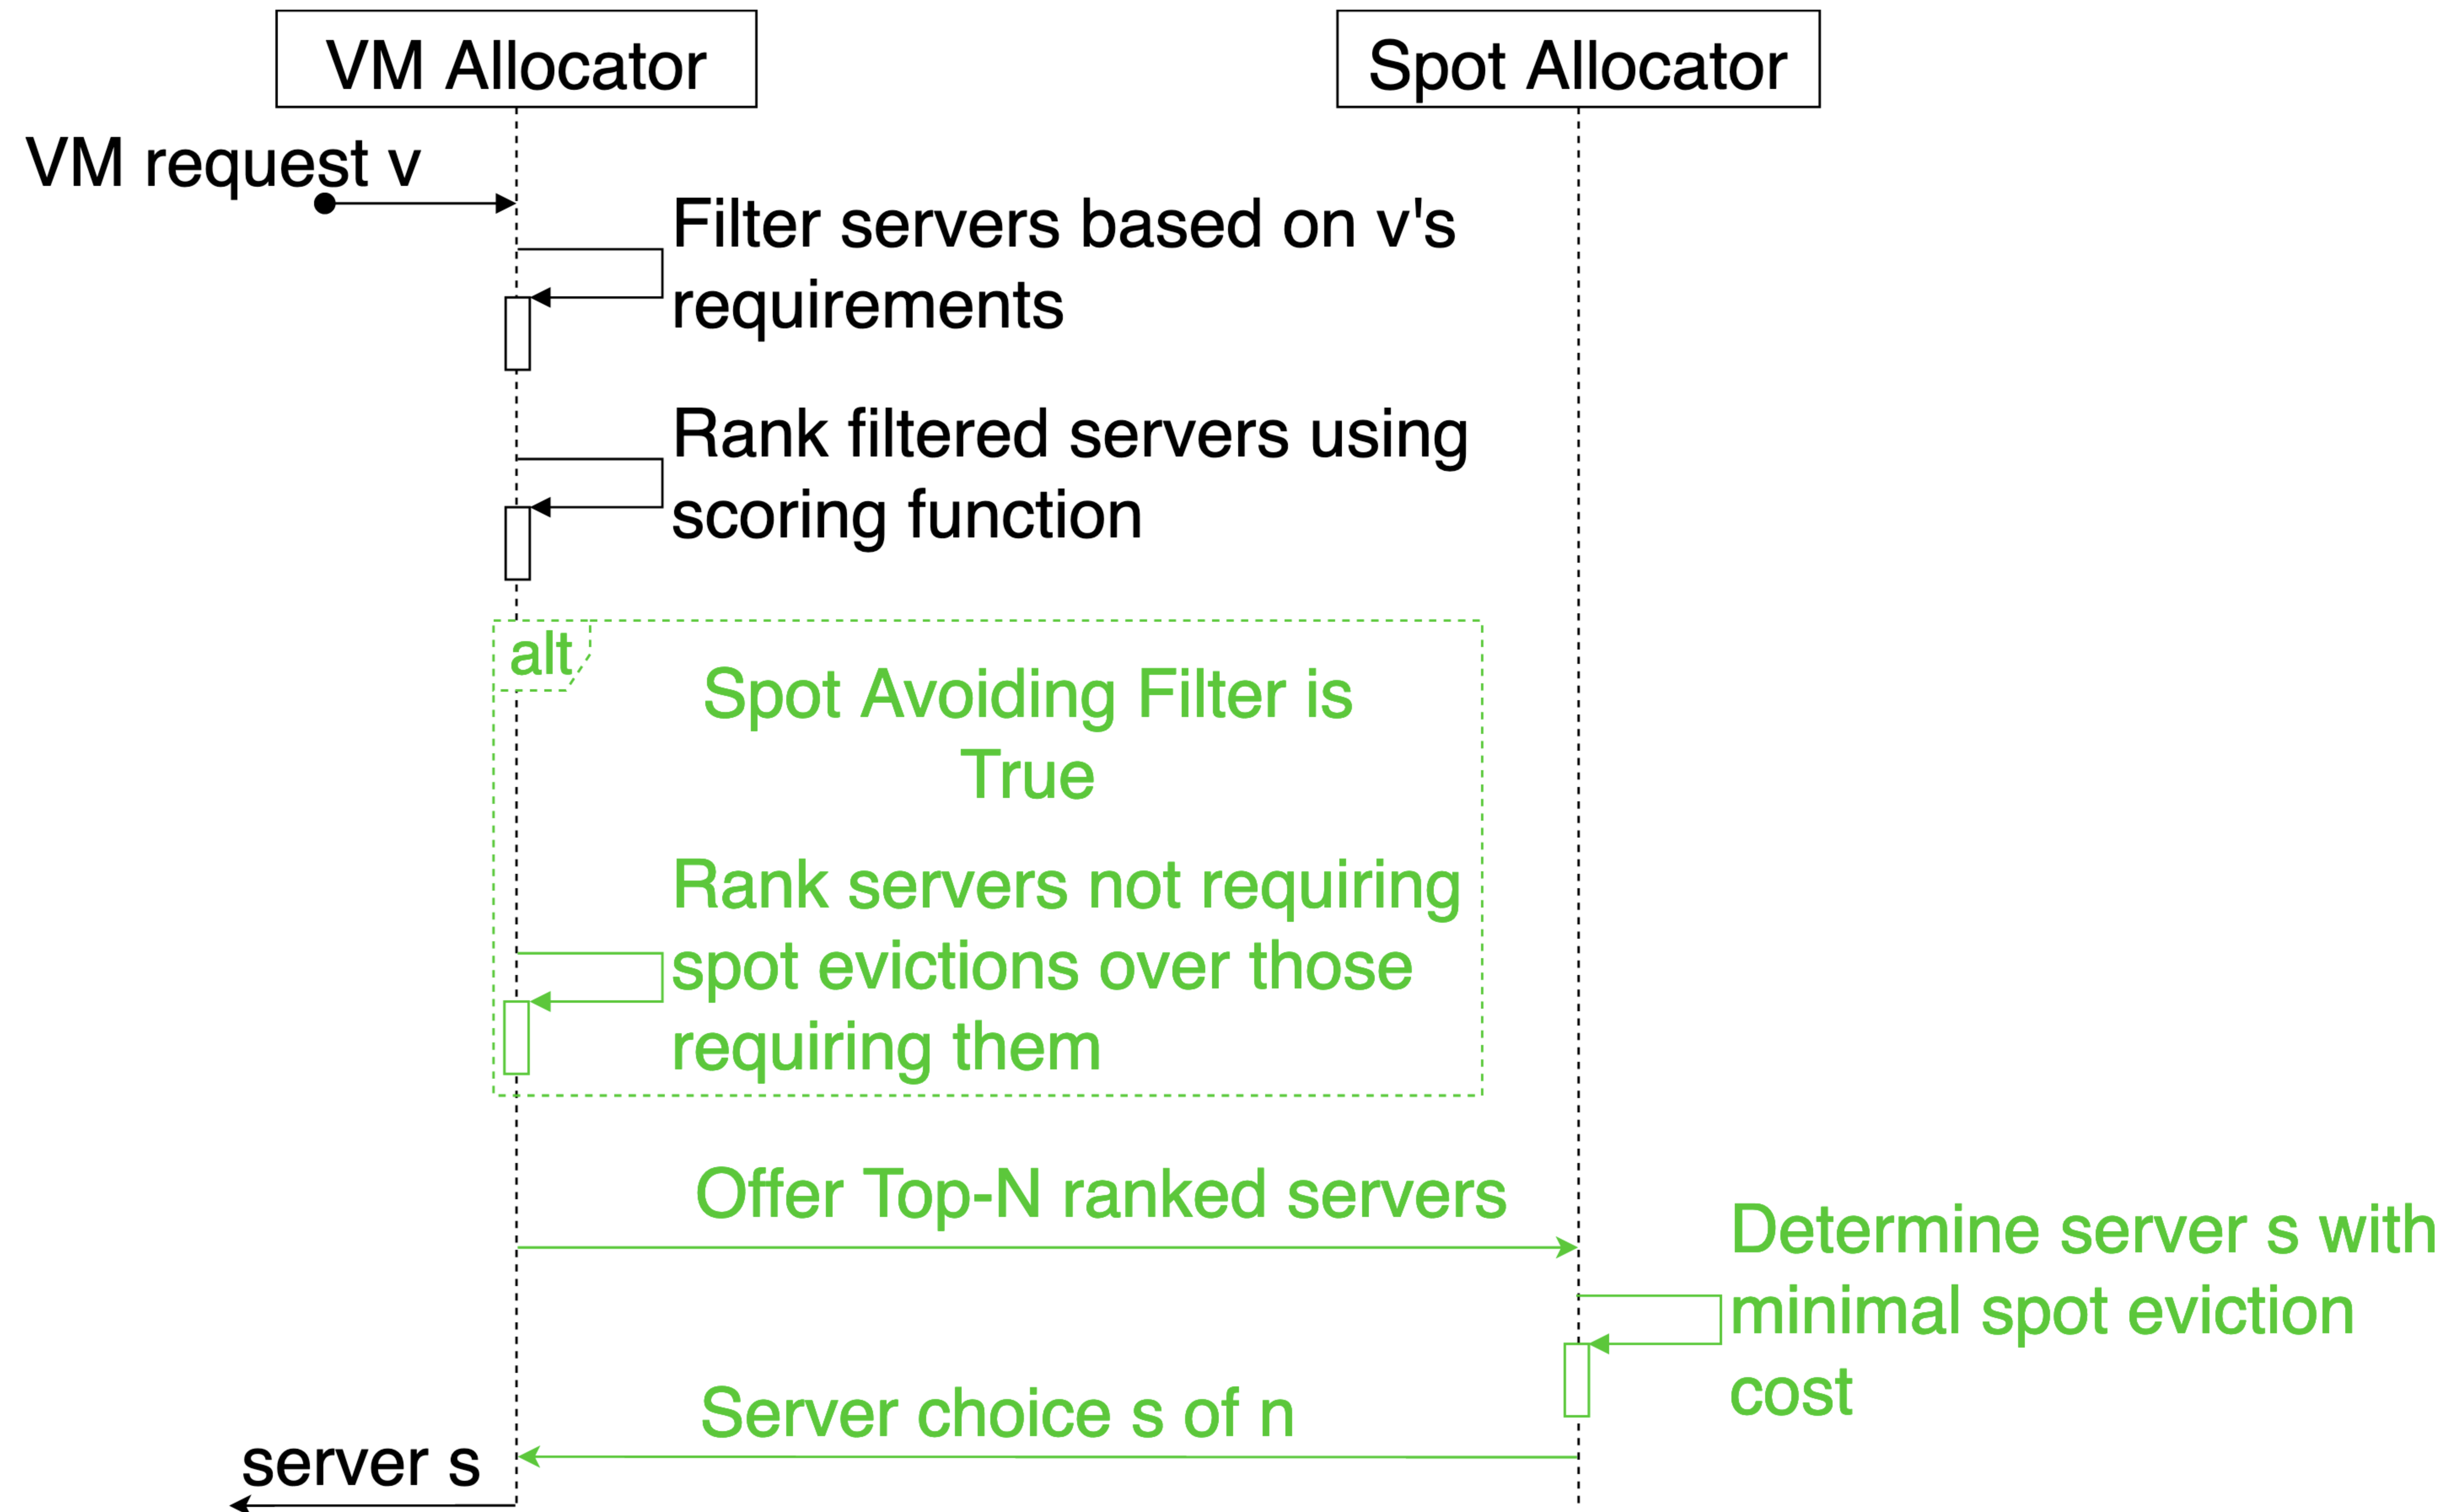 VM Allocator
Spot Allocator
VM request v
Filter servers based on v's
requirements
Rank filtered servers using
scoring function
alt
Spot Avoiding Filter is
True
Rank servers not requiring
spot evictions over those
requiring them
Offer Top-N ranked servers
Determine server s with
minimal spot eviction
cost
Server choice s of n
server s